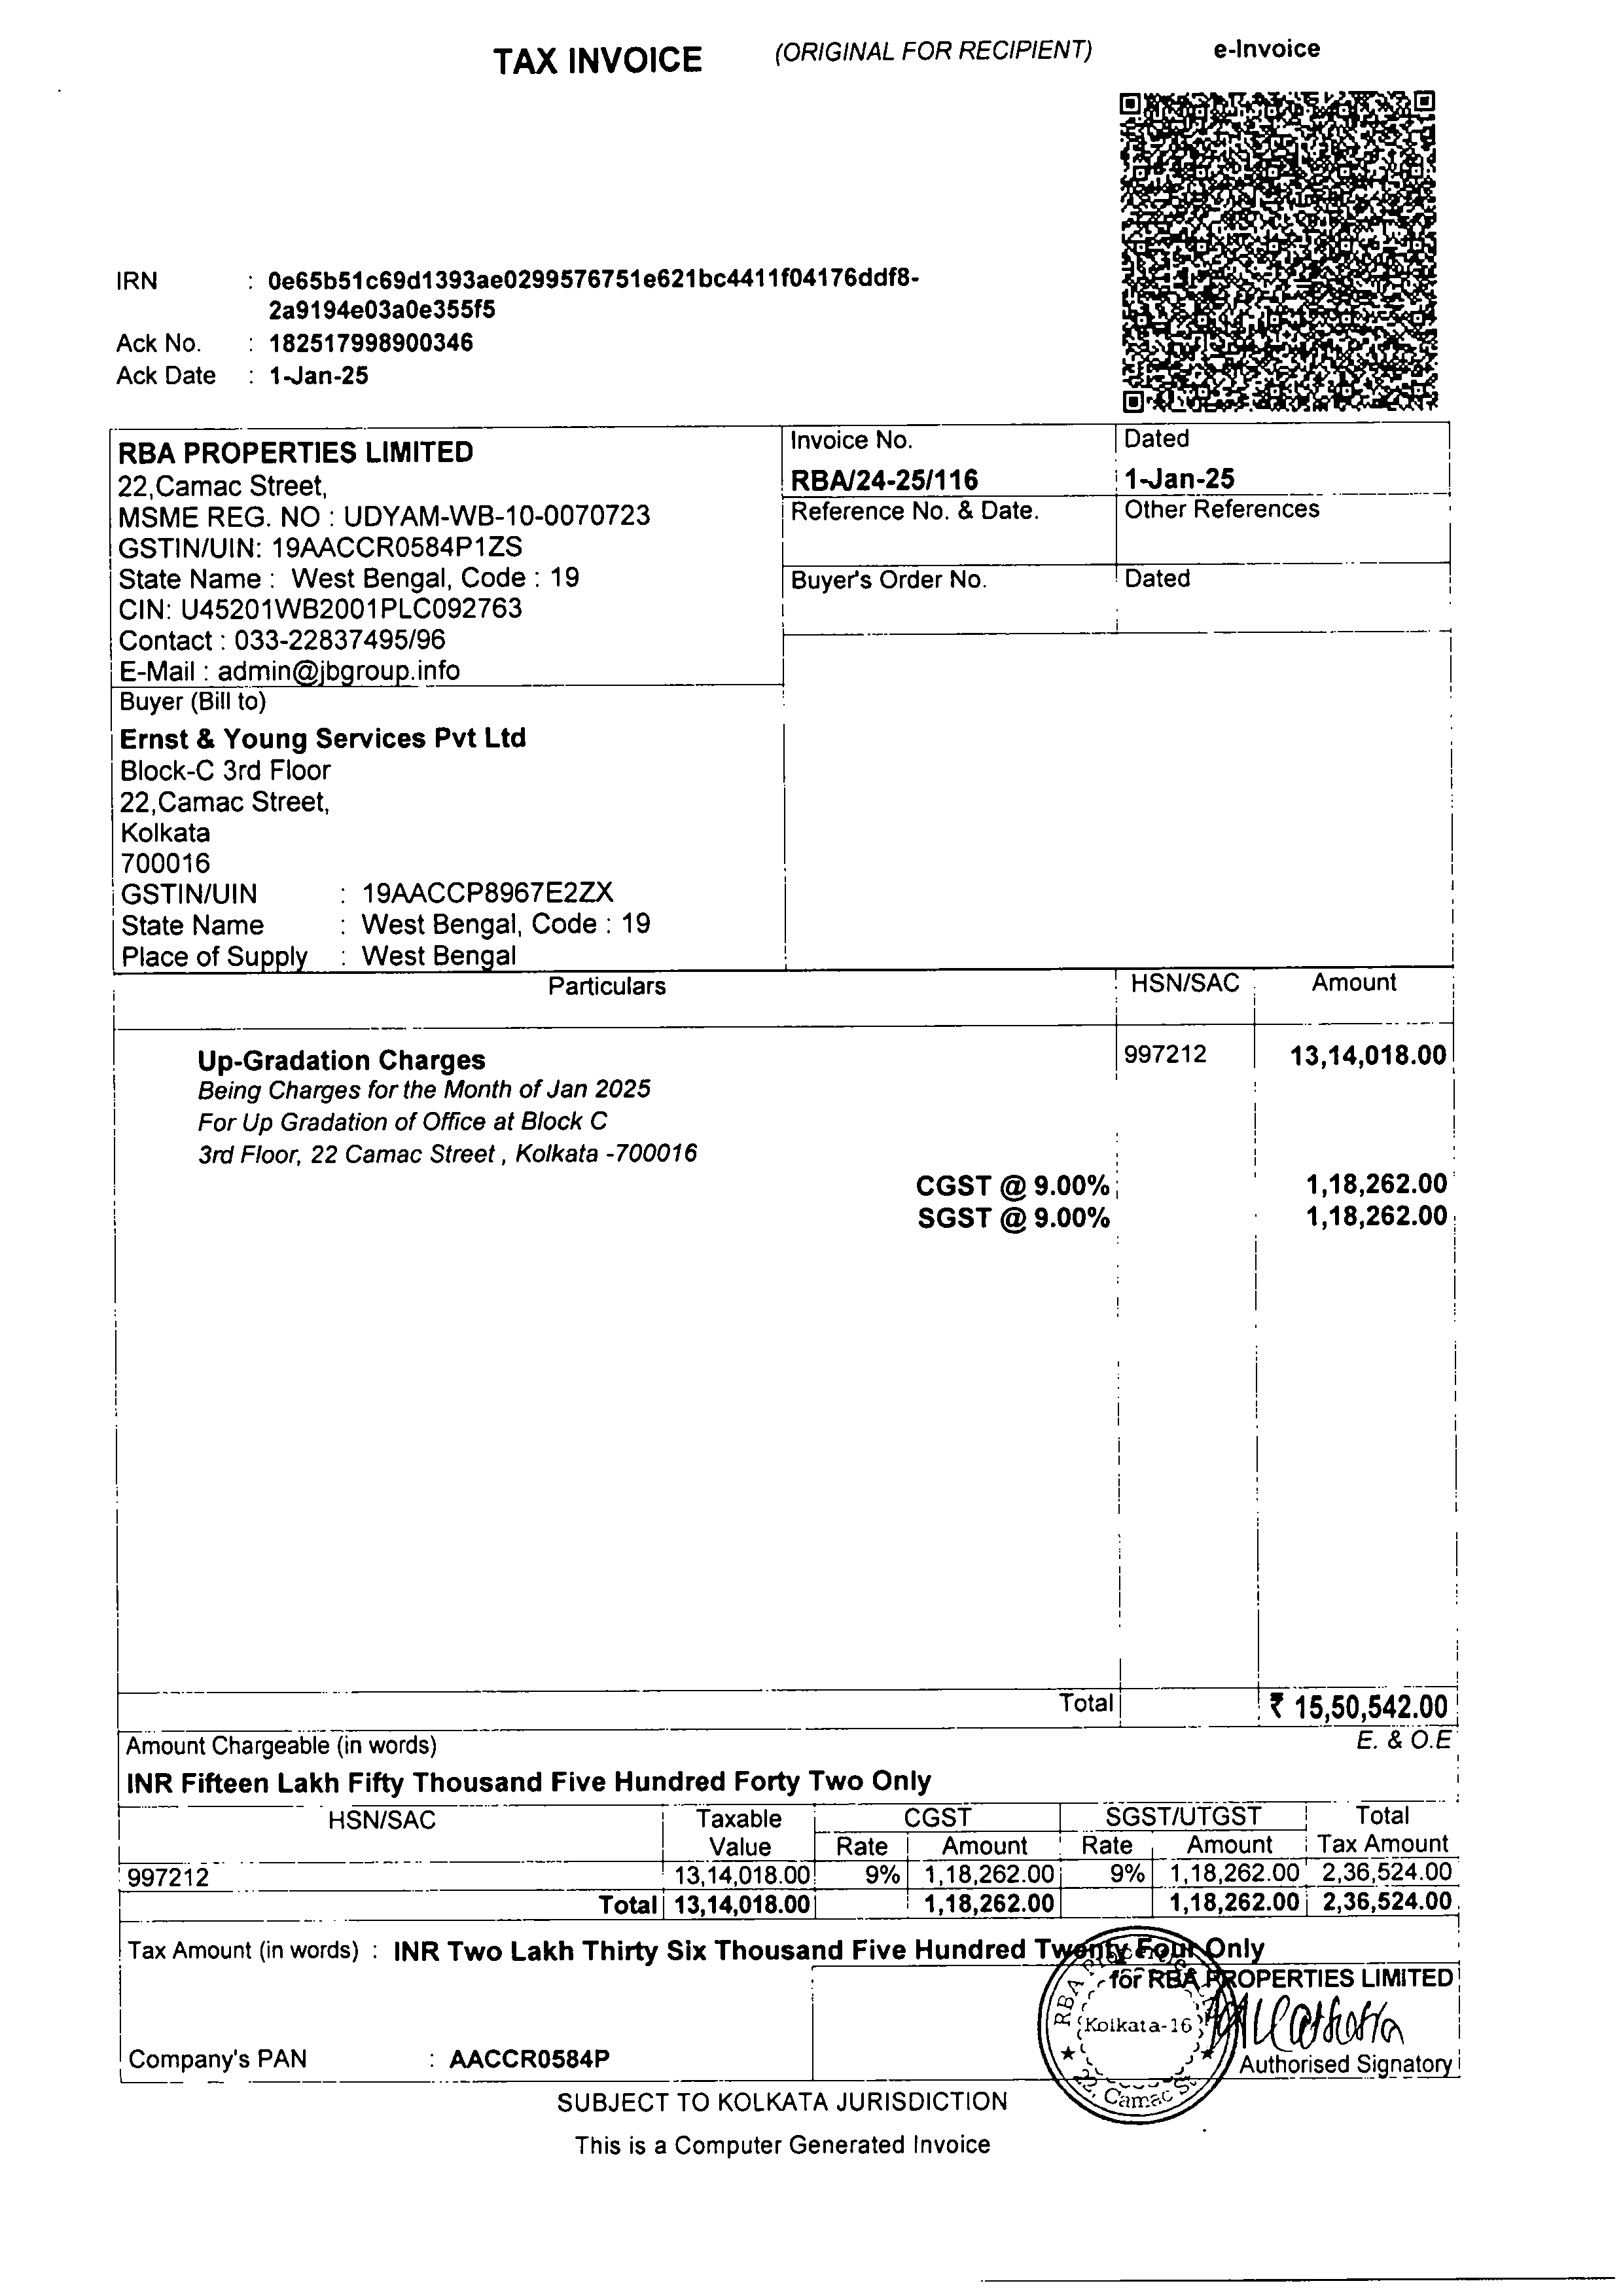 TAX INVOICE (ORIGINAL FOR RECIPIENT) e-Invoice
IRN : 0e65b51c69d1393ae0299576751e621bc4411f04176ddf8-
2a9194e03a0e355f5
Ack No. : 182517998900346
Ack Date : 1-Jan-25
RBA PROPERTIES LIMITED
22,Camac Street,
MSME REG. NO : UDYAM-WB-10-0070723
GSTIN/UIN: 19AACCR0584P1ZS
State Name : West Bengal, Code : 19
CIN: U45201WB2001PLC092763
Contact : 033-22837495/96
E-Mail : admin@jbgroup.info
Invoice No. Dated
RBA/24-25/116 1-Jan-25
Reference No. & Date. Other References
Buyer's Order No. Dated
Buyer (Bill to)
Ernst & Young Services Pvt Ltd
Block-C 3rd Floor
22,Camac Street,
Kolkata
700016
GSTIN/UIN : 19AACCP8967E2ZX
State Name : West Bengal, Code : 19
Place of Supply : West Bengal
Particulars HSN/SAC Amount
Up-Gradation Charges 997212 13,14,018.00
Being Charges for the Month of Jan 2025
For Up Gradation of Office at Block C
3rd Floor, 22 Camac Street , Kolkata -700016
CGST @ 9.00% 1,18,262.00
SGST @ 9.00% 1,18,262.00
Total ₹ 15,50,542.00
Amount Chargeable (in words) E. & O.E
INR Fifteen Lakh Fifty Thousand Five Hundred Forty Two Only
HSN/SAC Taxable CGST SGST/UTGST Total
Value Rate Amount Rate Amount Tax Amount
997212 13,14,018.00 9% 1,18,262.00 9% 1,18,262.00 2,36,524.00
Total 13,14,018.00 1,18,262.00 1,18,262.00 2,36,524.00
Tax Amount (in words) : INR Two Lakh Thirty Six Thousand Five Hundred Twenty Four Only
for RBA PROPERTIES LIMITED
RBA Properties
Kolkata-16
22, Camac St
Company's PAN : AACCR0584P
Authorised Signatory
SUBJECT TO KOLKATA JURISDICTION
This is a Computer Generated Invoice